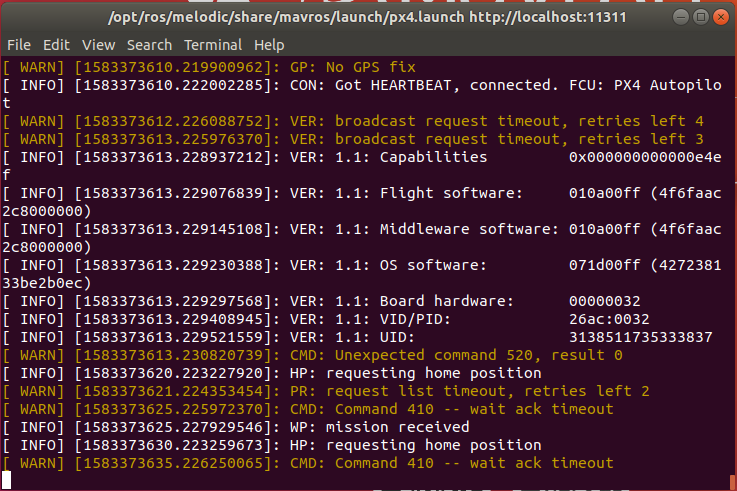 /opt/ros/melodic/share/mavros/launch/px4.launch http://localhost:11311
File Edit View Search Terminal Help
[ WARN] [1583373610.219900962]: GP: No GPS fix
[ INFO] [1583373610.222002285]: CON: Got HEARTBEAT, connected. FCU: PX4 Autopilo
t
[ WARN] [1583373612.226088752]: VER: broadcast request timeout, retries left 4
[ WARN] [1583373613.225976370]: VER: broadcast request timeout, retries left 3
[ INFO] [1583373613.228937212]: VER: 1.1: Capabilities         0x000000000000e4e
f
[ INFO] [1583373613.229076839]: VER: 1.1: Flight software:     010a00ff (4f6faac
2c8000000)
[ INFO] [1583373613.229145108]: VER: 1.1: Middleware software: 010a00ff (4f6faac
2c8000000)
[ INFO] [1583373613.229230388]: VER: 1.1: OS software:         071d00ff (4272381
33be2b0ec)
[ INFO] [1583373613.229297568]: VER: 1.1: Board hardware:      00000032
[ INFO] [1583373613.229408945]: VER: 1.1: VID/PID:             26ac:0032
[ INFO] [1583373613.229521559]: VER: 1.1: UID:                 3138511735333837
[ WARN] [1583373613.230820739]: CMD: Unexpected command 520, result 0
[ INFO] [1583373620.223227920]: HP: requesting home position
[ WARN] [1583373621.224353454]: PR: request list timeout, retries left 2
[ WARN] [1583373625.225972370]: CMD: Command 410 -- wait ack timeout
[ INFO] [1583373625.227929546]: WP: mission received
[ INFO] [1583373630.223259673]: HP: requesting home position
[ WARN] [1583373635.226250065]: CMD: Command 410 -- wait ack timeout